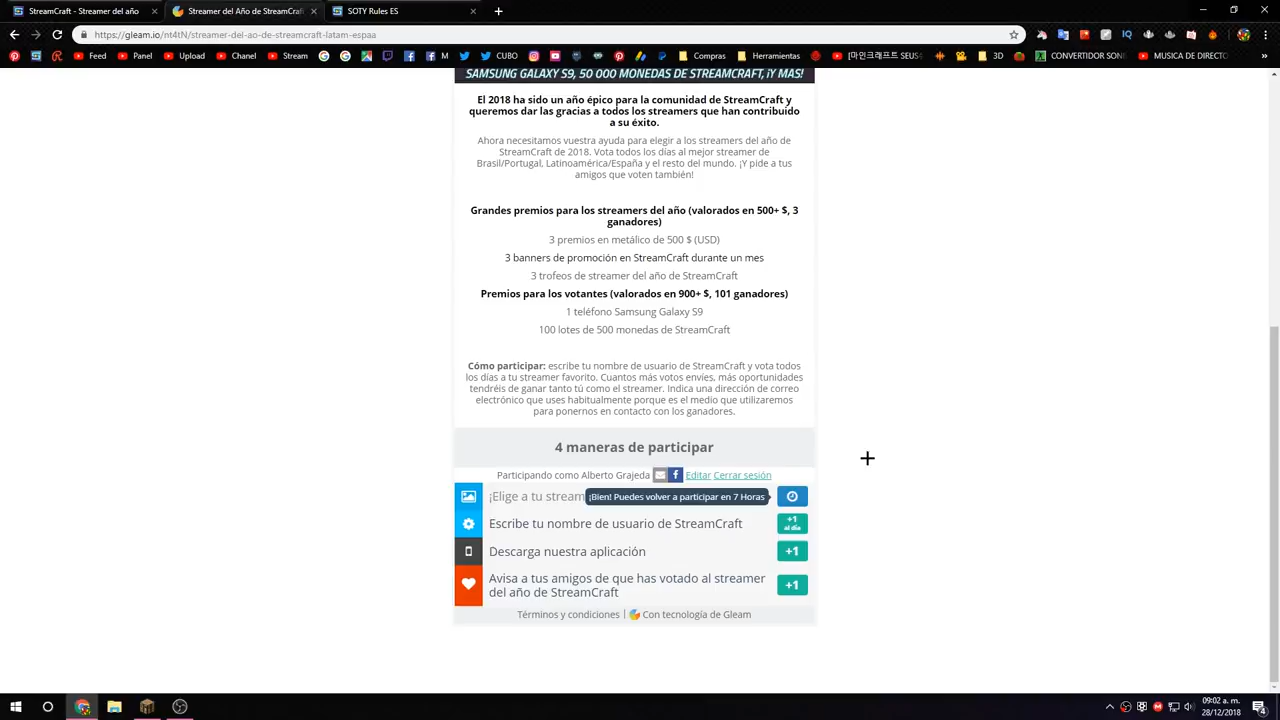 StreamCraft - Streamer del año
Streamer del Año de StreamCraf
SOTY Rules ES
https://gleam.io/nt4tN/streamer-del-ao-de-streamcraft-latam-espaa
Feed
Panel
Upload
Chanel
Stream
M
CUBO
Compras
Herramientas
[마인크래프트 SEUS
3D
CONVERTIDOR SON
MUSICA DE DIRECTO
SAMSUNG GALAXY S9, 50 000 MONEDAS DE STREAMCRAFT, ¡Y MÁS!
El 2018 ha sido un año épico para la comunidad de StreamCraft y
queremos dar las gracias a todos los streamers que han contribuido
a su éxito.
Ahora necesitamos vuestra ayuda para elegir a los streamers del año de
StreamCraft de 2018. Vota todos los días al mejor streamer de
Brasil/Portugal, Latinoamérica/España y el resto del mundo. ¡Y pide a tus
amigos que voten también!
Grandes premios para los streamers del año (valorados en 500+ $, 3
ganadores)
3 premios en metálico de 500 $ (USD)
3 banners de promoción en StreamCraft durante un mes
3 trofeos de streamer del año de StreamCraft
Premios para los votantes (valorados en 900+ $, 101 ganadores)
1 teléfono Samsung Galaxy S9
100 lotes de 500 monedas de StreamCraft
Cómo participar: escribe tu nombre de usuario de StreamCraft y vota todos
los días a tu streamer favorito. Cuantos más votos envíes, más oportunidades
tendréis de ganar tanto tú como el streamer. Indica una dirección de correo
electrónico que uses habitualmente porque es el medio que utilizaremos
para ponernos en contacto con los ganadores.
4 maneras de participar
Participando como Alberto Grajeda Editar Cerrar sesión
¡Elige a tu stream
¡Bien! Puedes volver a participar en 7 Horas
Escribe tu nombre de usuario de StreamCraft
+1
al día
Descarga nuestra aplicación
+1
Avisa a tus amigos de que has votado al streamer
del año de StreamCraft
+1
Términos y condiciones | Con tecnología de Gleam
09:02 a. m.
28/12/2018
4